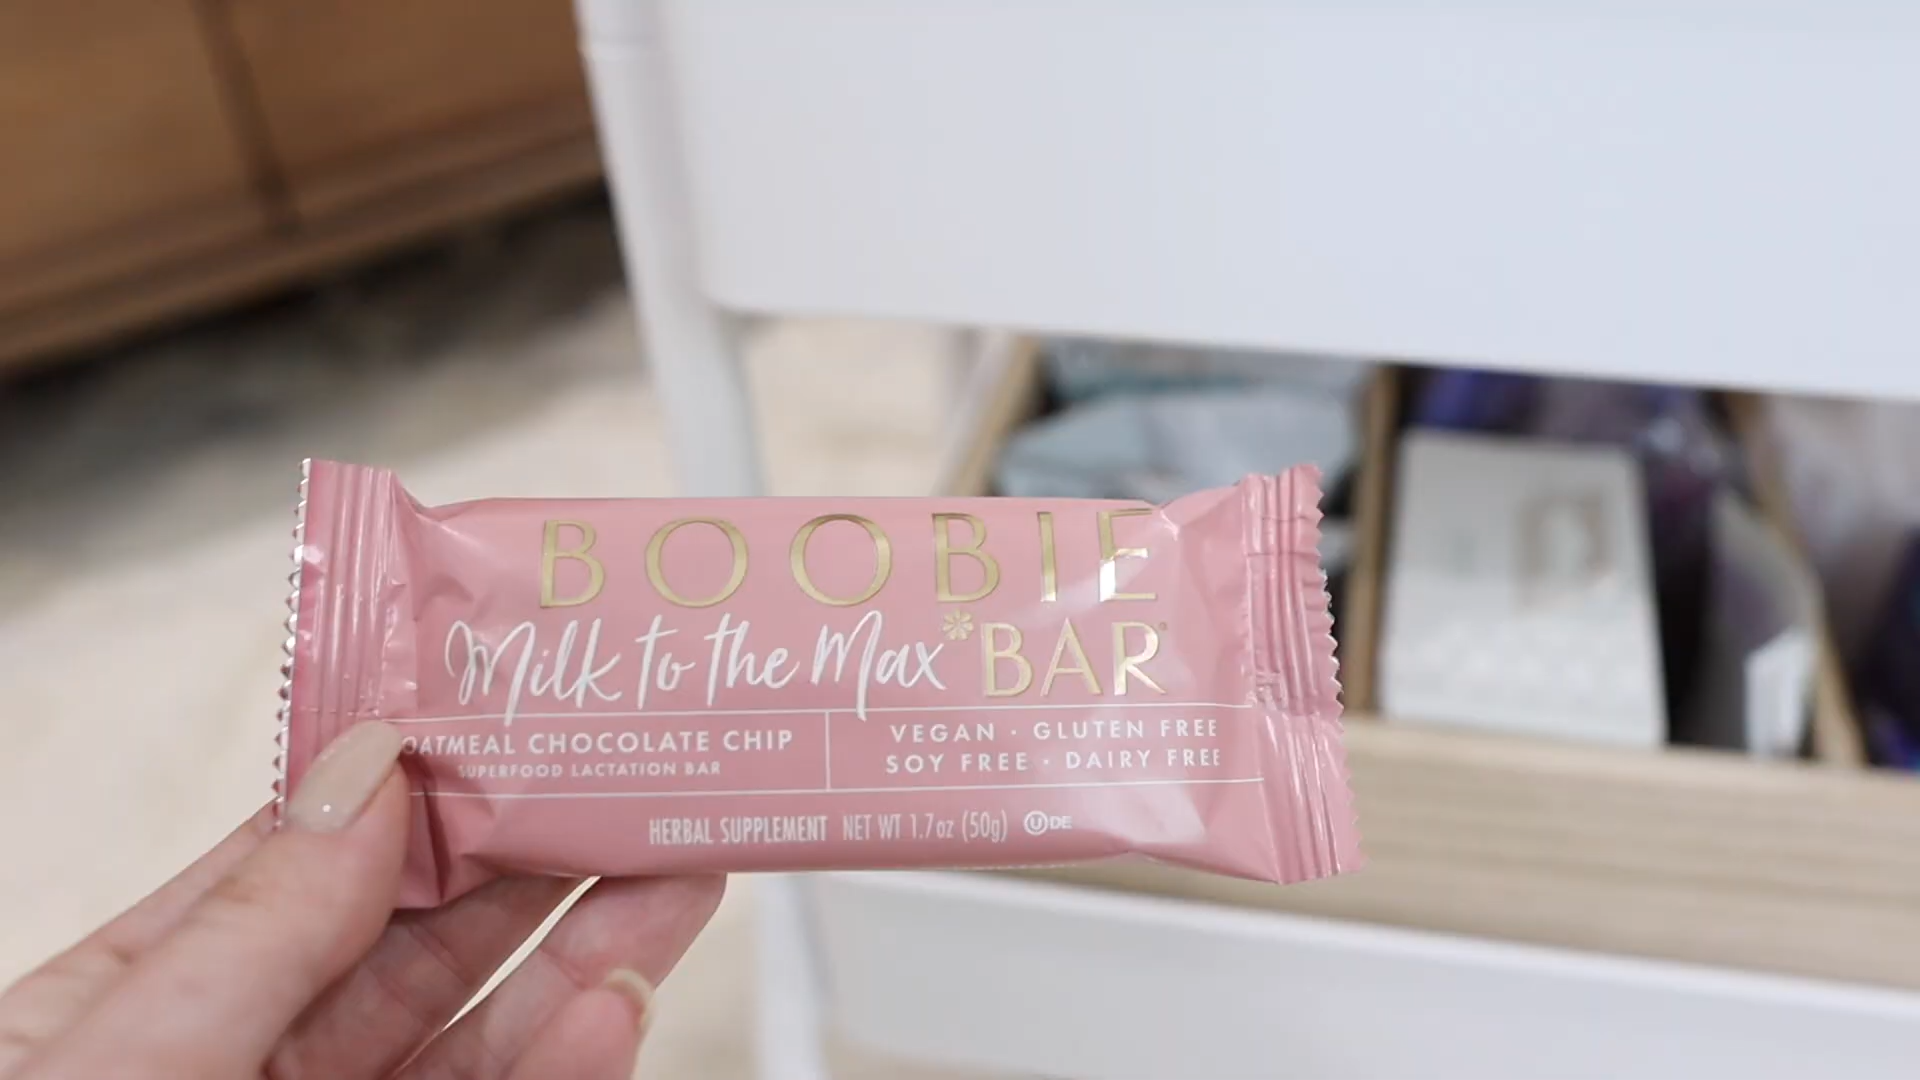 BOOBIE
Milk to the Max* BAR
OATMEAL CHOCOLATE CHIP
SUPERFOOD LACTATION BAR
VEGAN · GLUTEN FREE
SOY FREE · DAIRY FREE
HERBAL SUPPLEMENT NET WT 1.7oz (50g) U DE